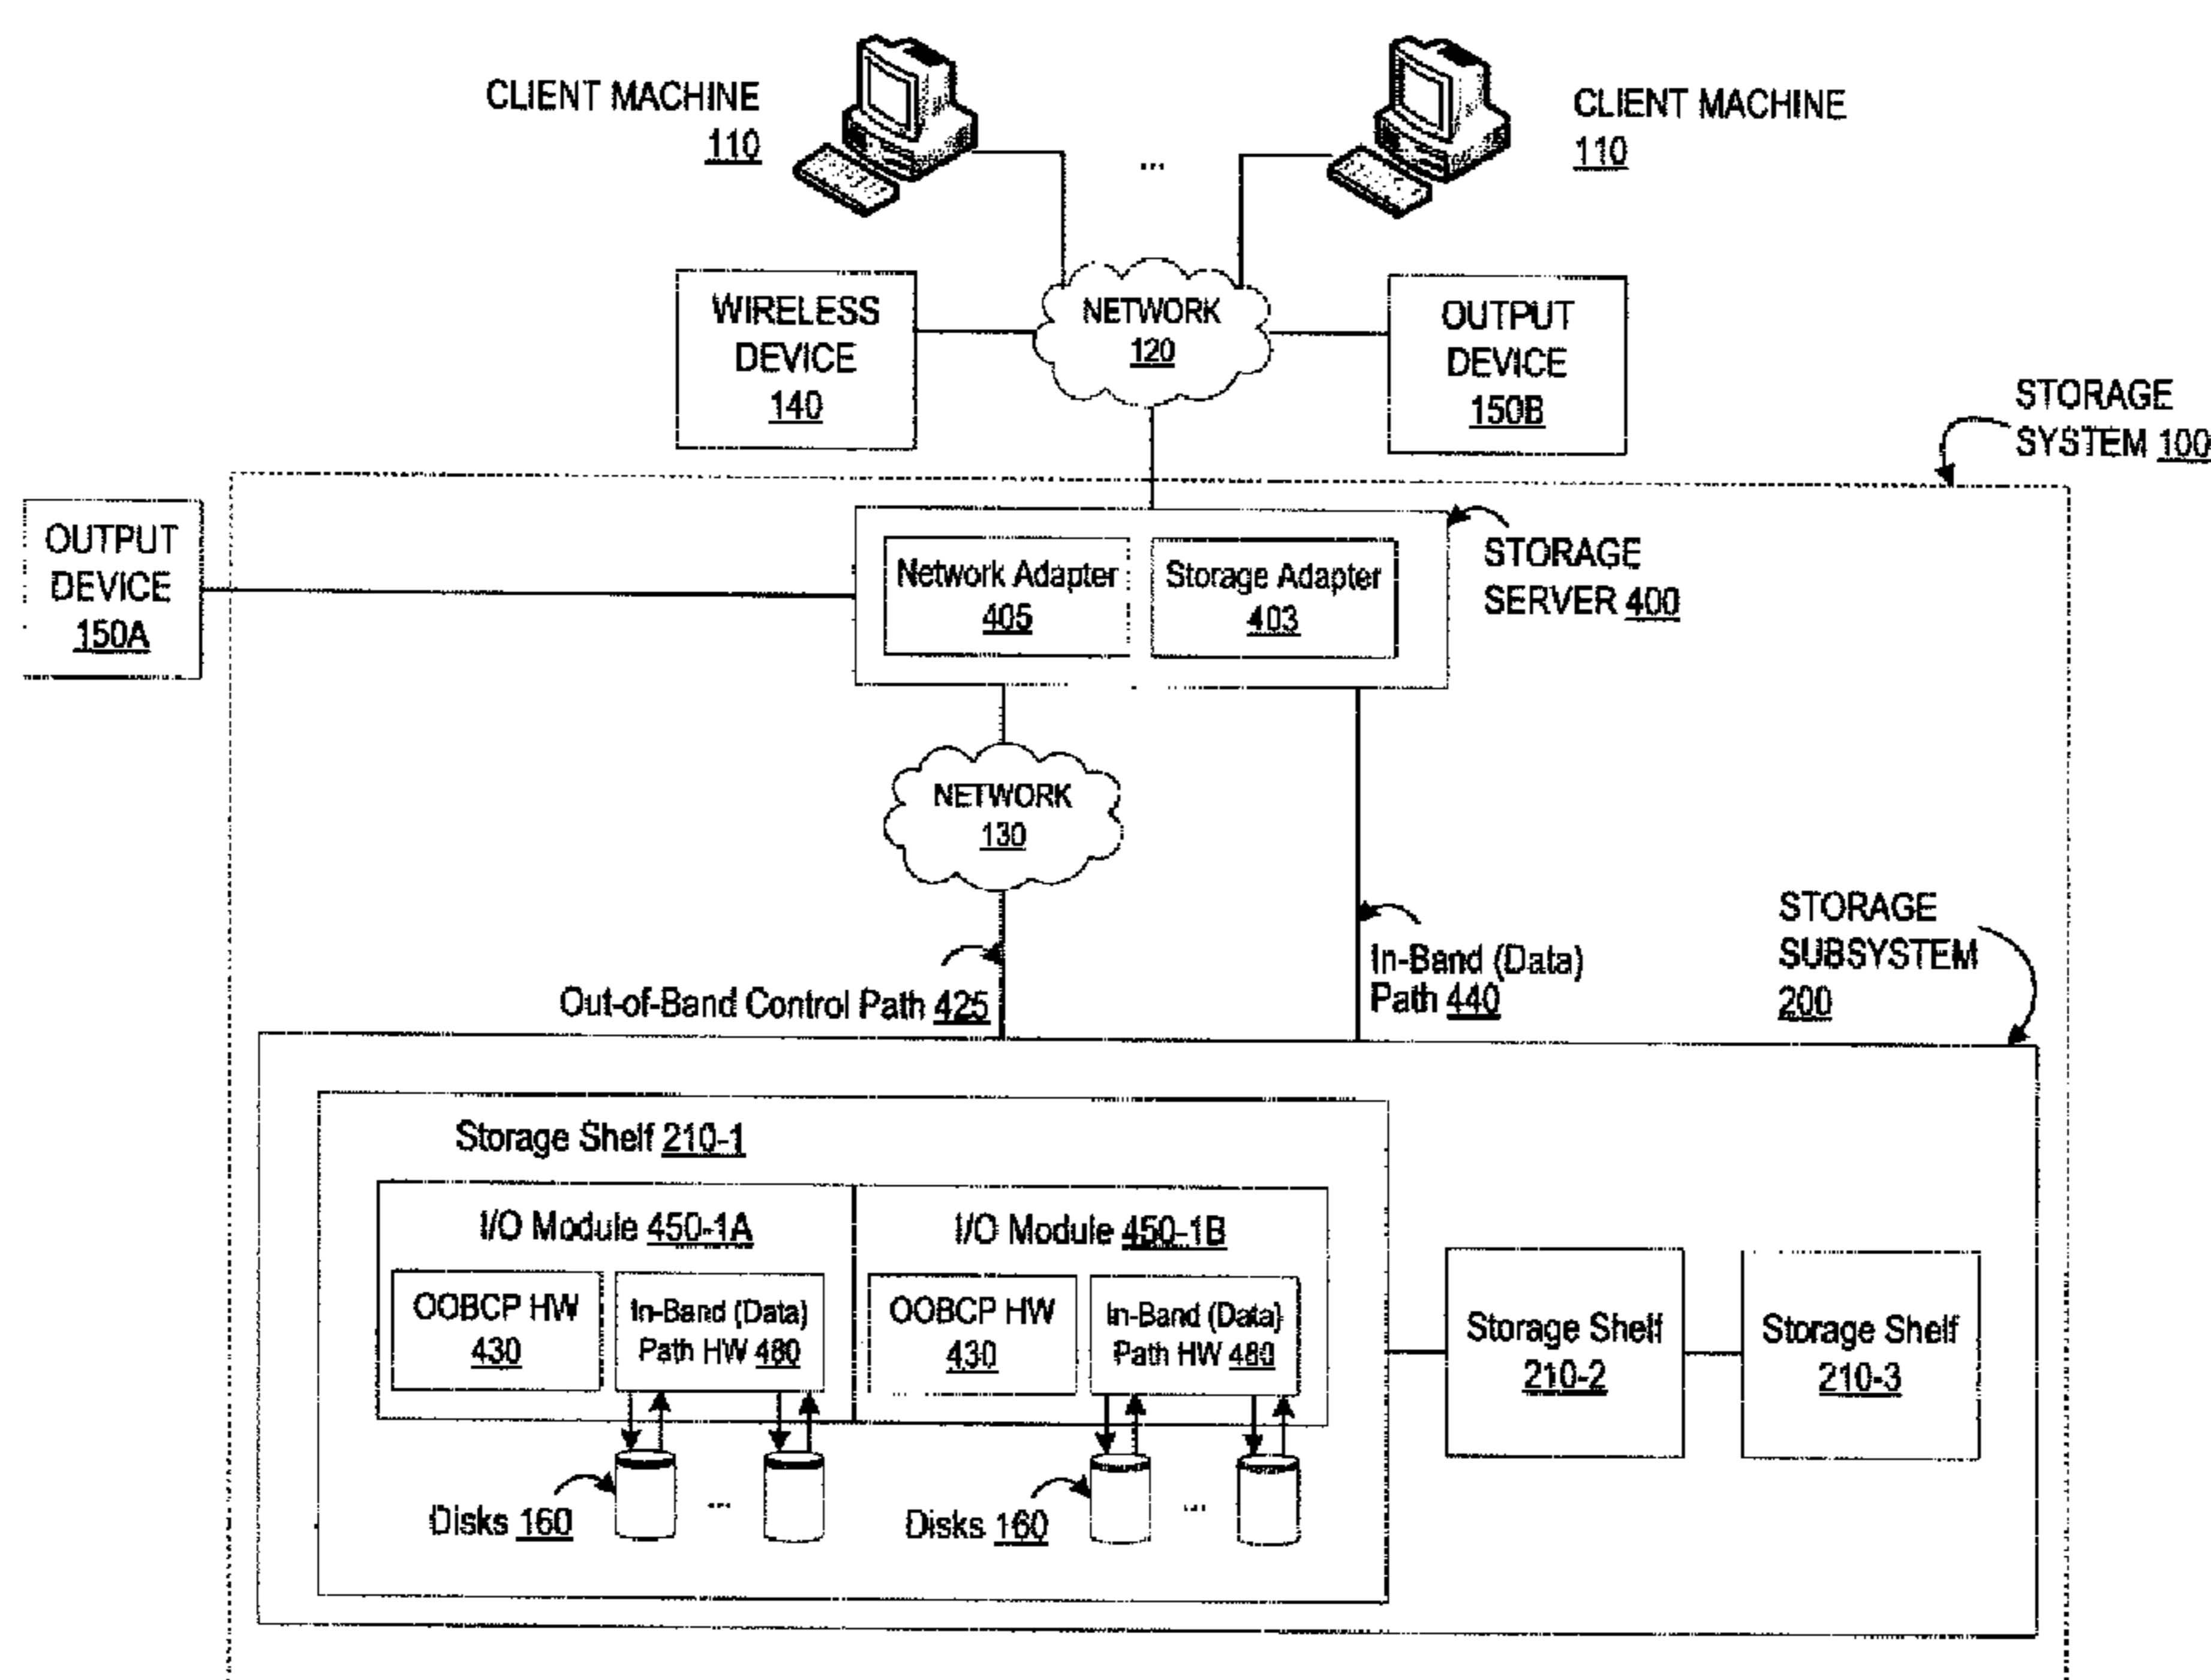 CLIENT MACHINE
110
...
CLIENT MACHINE
110
WIRELESS
DEVICE
140
NETWORK
120
OUTPUT
DEVICE
150B
STORAGE
SYSTEM 100
OUTPUT
DEVICE
150A
Network Adapter
405
Storage Adapter
403
STORAGE
SERVER 400
NETWORK
130
Out-of-Band Control Path 425
In-Band (Data)
Path 440
STORAGE
SUBSYSTEM
200
Storage Shelf 210-1
I/O Module 450-1A
I/O Module 450-1B
OOBCP HW
430
In-Band (Data)
Path HW 480
OOBCP HW
430
In-Band (Data)
Path HW 480
Storage Shelf
210-2
Storage Shelf
210-3
Disks 160
...
Disks 160
...